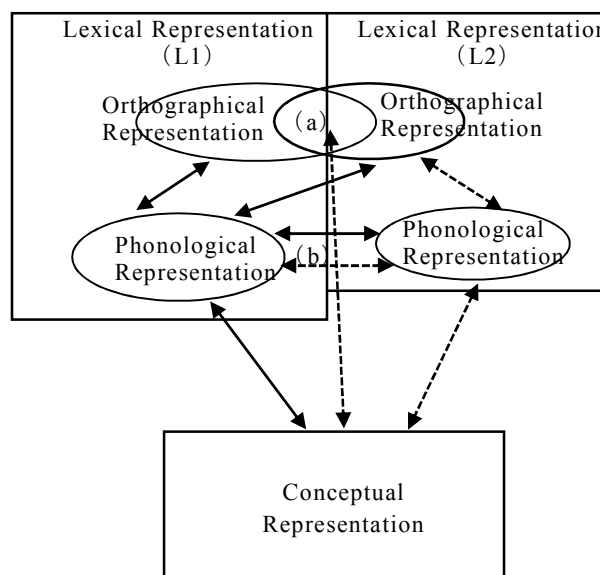 Lexical Representation
(L1)
Lexical Representation
(L2)
Orthographical
Representation
(a)
Orthographical
Representation
Phonological
Representation
(b)
Phonological
Representation
Conceptual
Representation